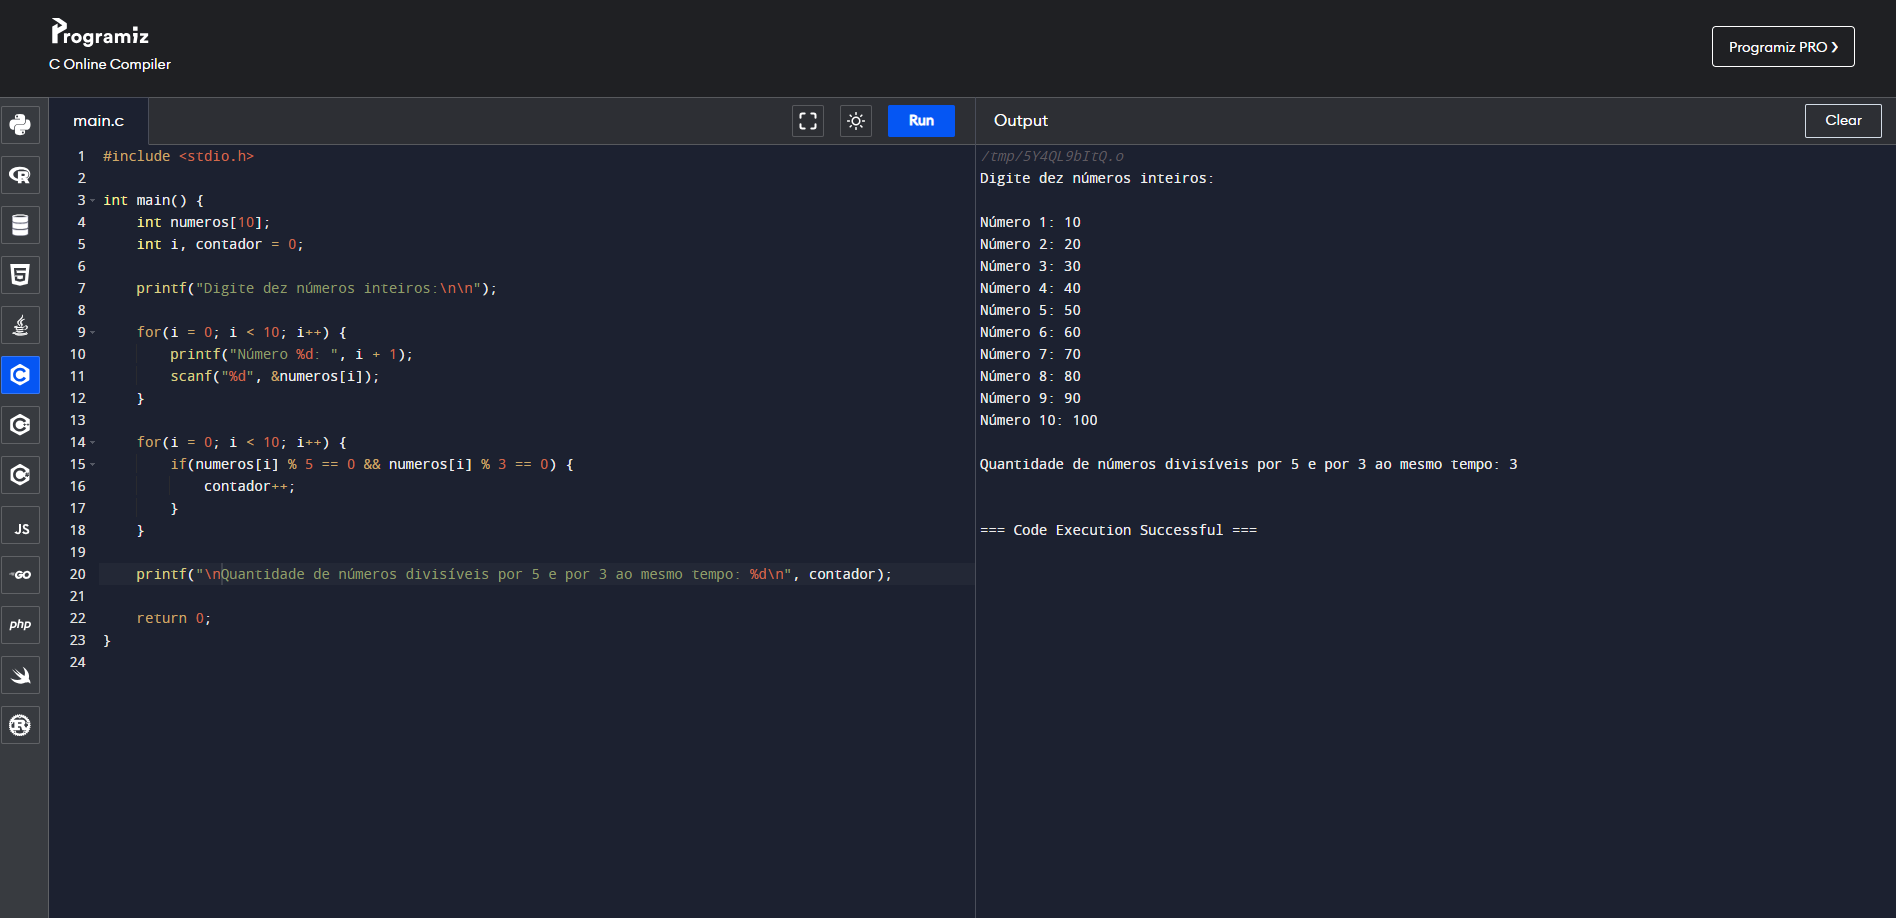 Programiz
C Online Compiler
Programiz PRO ❯
main.c
Run
Output
Clear
1 #include <stdio.h>
2
3 int main() {
4 int numeros[10];
5 int i, contador = 0;
6
7 printf("Digite dez números inteiros:\n\n");
8
9 for(i = 0; i < 10; i++) {
10 printf("Número %d: ", i + 1);
11 scanf("%d", &numeros[i]);
12 }
13
14 for(i = 0; i < 10; i++) {
15 if(numeros[i] % 5 == 0 && numeros[i] % 3 == 0) {
16 contador++;
17 }
18 }
19
20 printf("\nQuantidade de números divisíveis por 5 e por 3 ao mesmo tempo: %d\n", contador);
21
22 return 0;
23 }
24
/tmp/5Y4QL9bItQ.o
Digite dez números inteiros:
Número 1: 10
Número 2: 20
Número 3: 30
Número 4: 40
Número 5: 50
Número 6: 60
Número 7: 70
Número 8: 80
Número 9: 90
Número 10: 100
Quantidade de números divisíveis por 5 e por 3 ao mesmo tempo: 3
=== Code Execution Successful ===
R
5
C
C
C
JS
GO
php
R